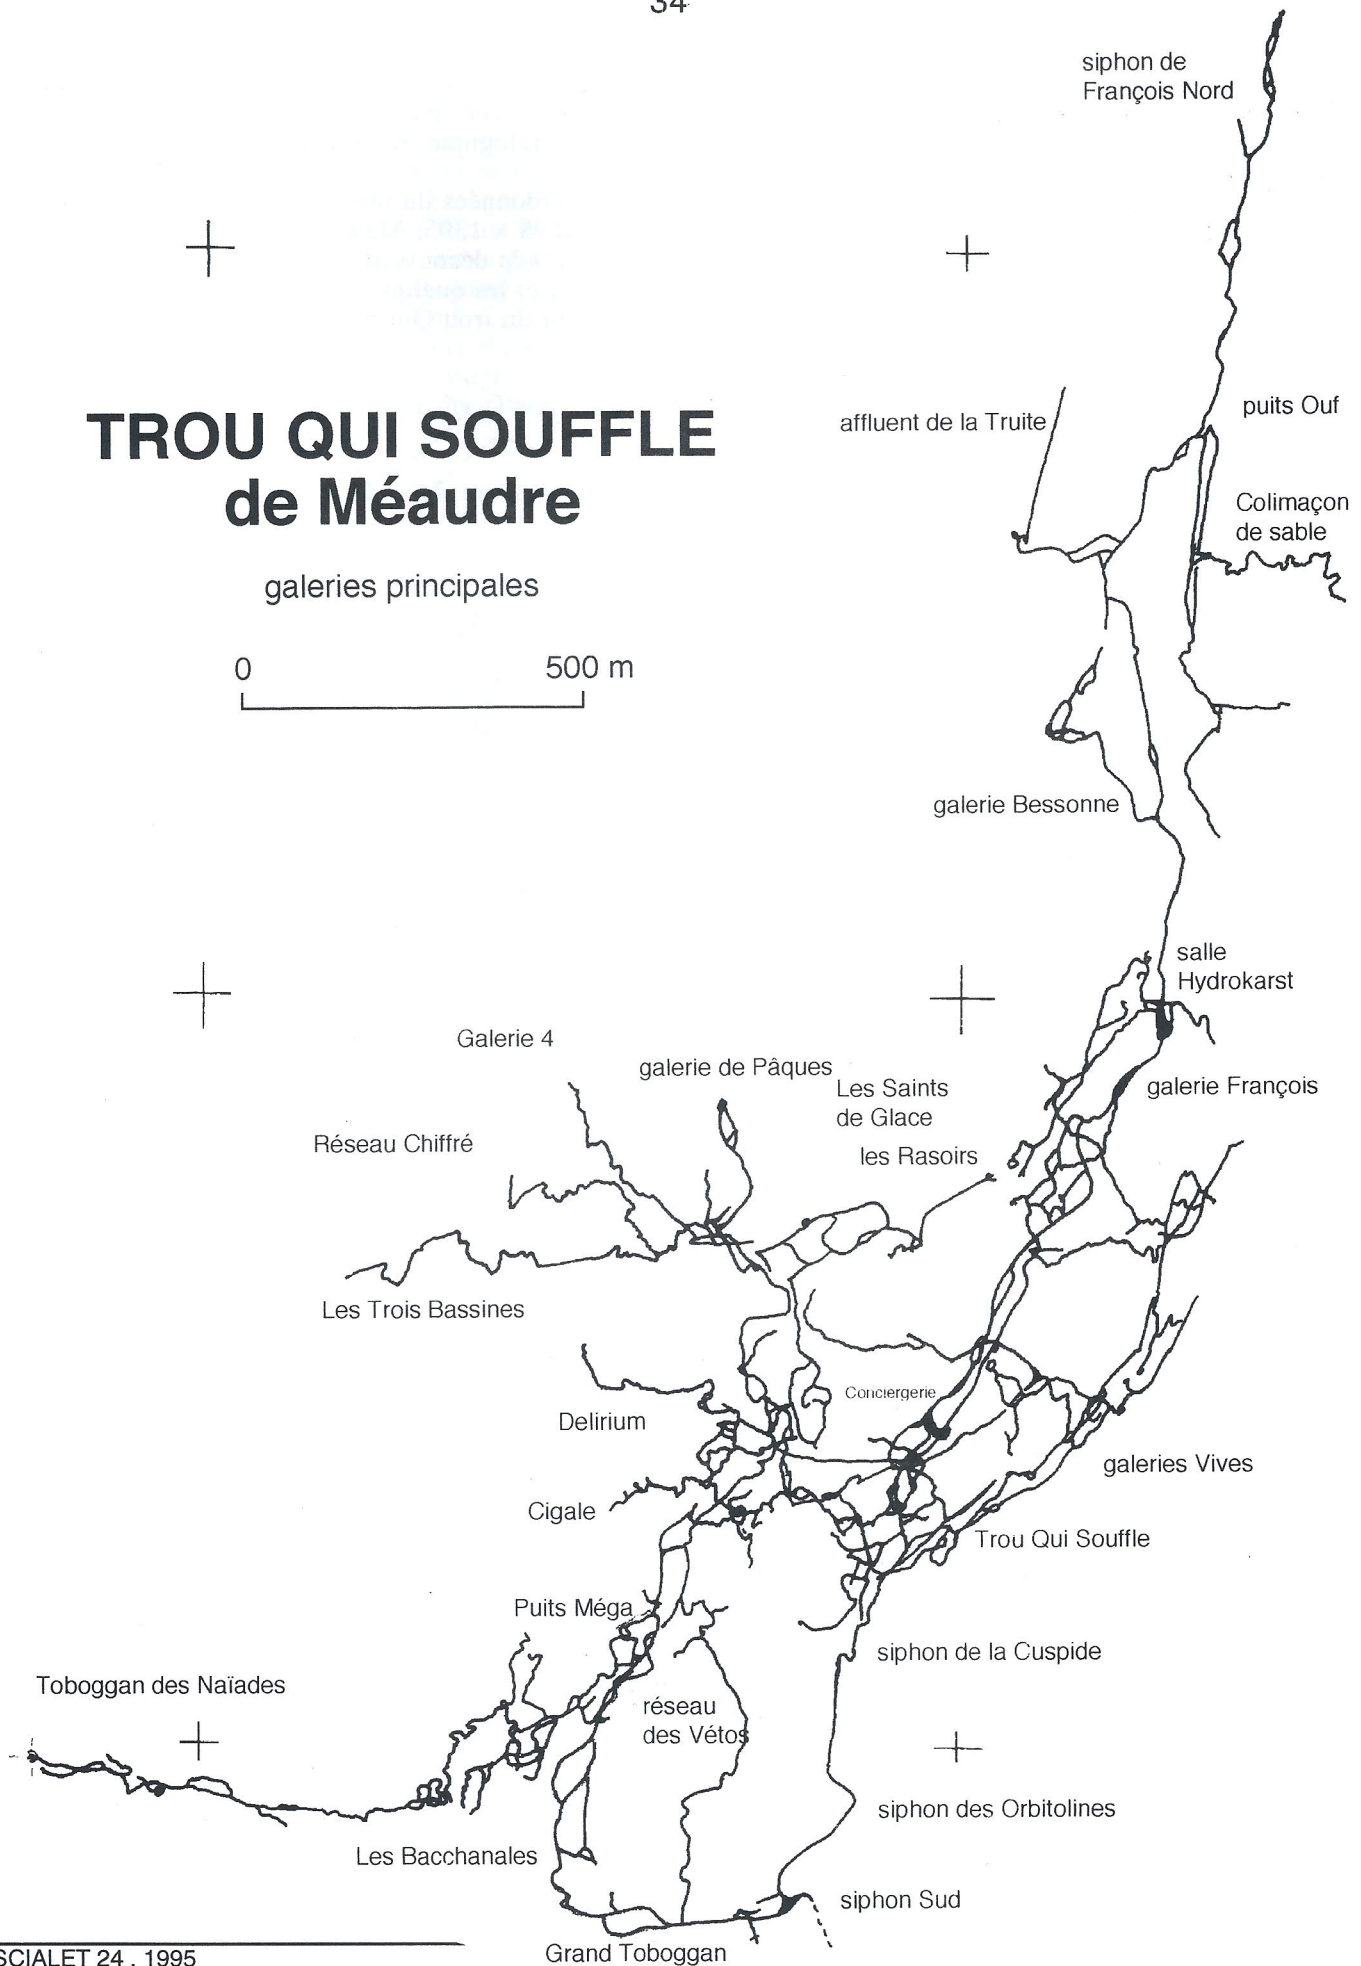 34
siphon de
François Nord
TROU QUI SOUFFLE
de Méaudre
galeries principales
0 500 m
affluent de la Truite
puits Ouf
Colimaçon
de sable
galerie Bessonne
salle
Hydrokarst
Galerie 4
galerie de Pâques
Les Saints
de Glace
galerie François
Réseau Chiffré
les Rasoirs
Les Trois Bassines
Conciergerie
Delirium
galeries Vives
Cigale
Trou Qui Souffle
Puits Méga
siphon de la Cuspide
Toboggan des Naïades
réseau
des Vétos
siphon des Orbitolines
Les Bacchanales
siphon Sud
Grand Toboggan
SCIALET 24 . 1995